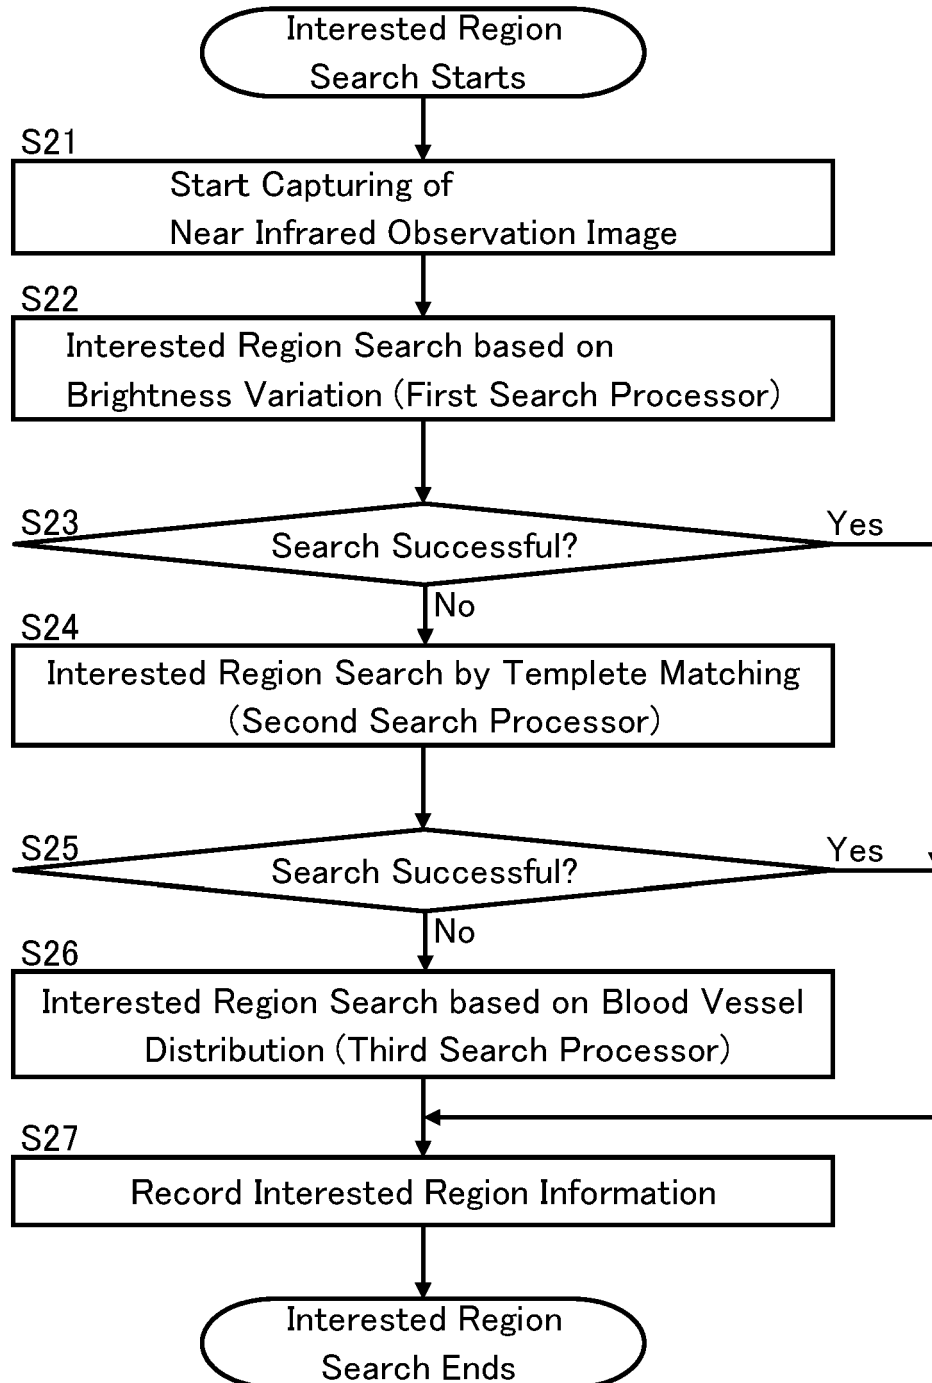 Interested Region
Search Starts
S21
Start Capturing of
Near Infrared Observation Image
S22
Interested Region Search based on
Brightness Variation (First Search Processor)
S23
Search Successful?
Yes
No
S24
Interested Region Search by Templete Matching
(Second Search Processor)
S25
Search Successful?
Yes
No
S26
Interested Region Search based on Blood Vessel
Distribution (Third Search Processor)
S27
Record Interested Region Information
Interested Region
Search Ends